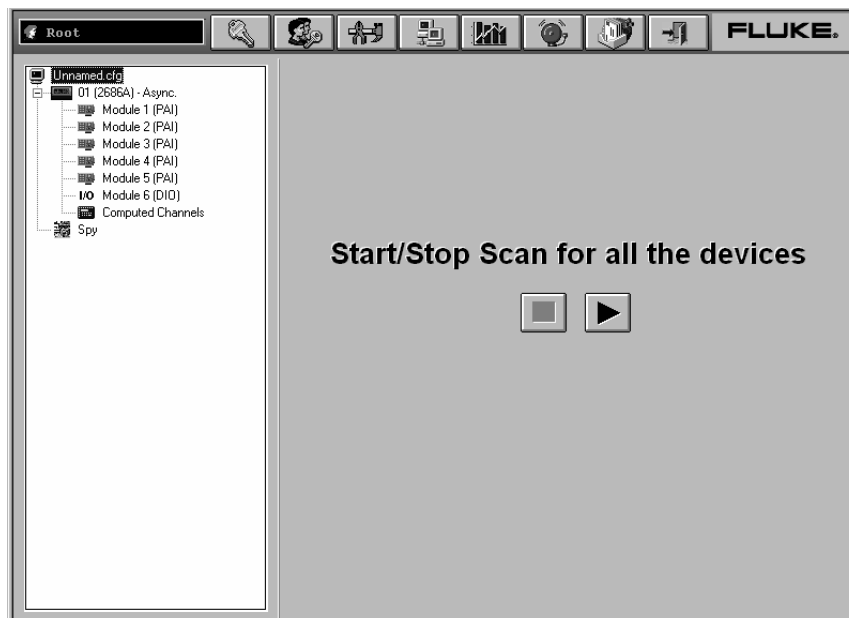 Root
FLUKE®
Unnamed.cfg
01 (2686A) - Async.
Module 1 (PAI)
Module 2 (PAI)
Module 3 (PAI)
Module 4 (PAI)
Module 5 (PAI)
I/O Module 6 (DIO)
Computed Channels
Spy
Start/Stop Scan for all the devices